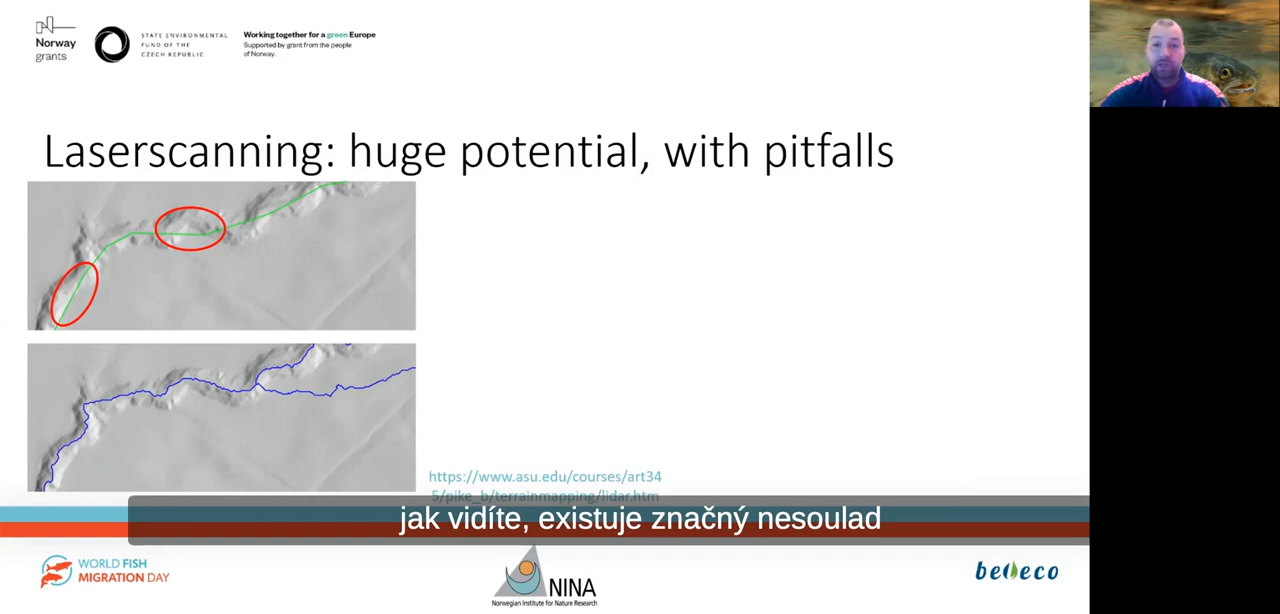 Norway
grants
STATE ENVIRONMENTAL
FUND OF THE
CZECH REPUBLIC
Working together for a green Europe
Supported by grant from the people
of Norway.
Laserscanning: huge potential, with pitfalls
https://www.asu.edu/courses/art34
5/pike_b/terrainmapping/lidar.htm
jak vidíte, existuje značný nesoulad
WORLD FISH
MIGRATION DAY
NINA
Norwegian Institute for Nature Research
beleco